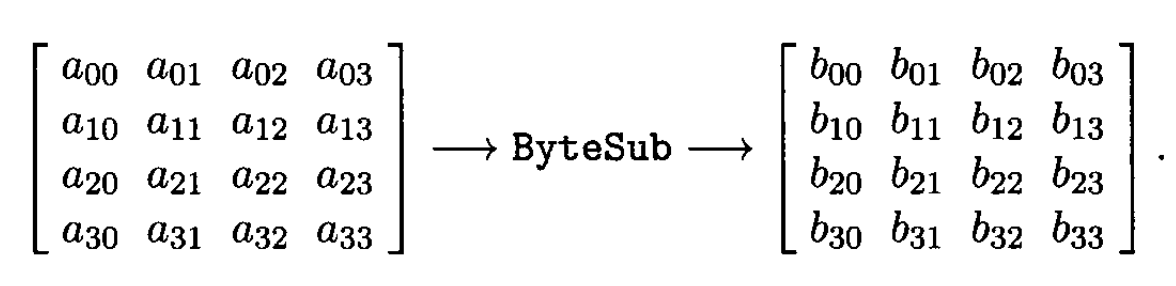 a00 a01 a02 a03 b00 b01 b02 b03
a10 a11 a12 a13 b10 b11 b12 b13
⟶ ByteSub ⟶ .
a20 a21 a22 a23 b20 b21 b22 b23
a30 a31 a32 a33 b30 b31 b32 b33